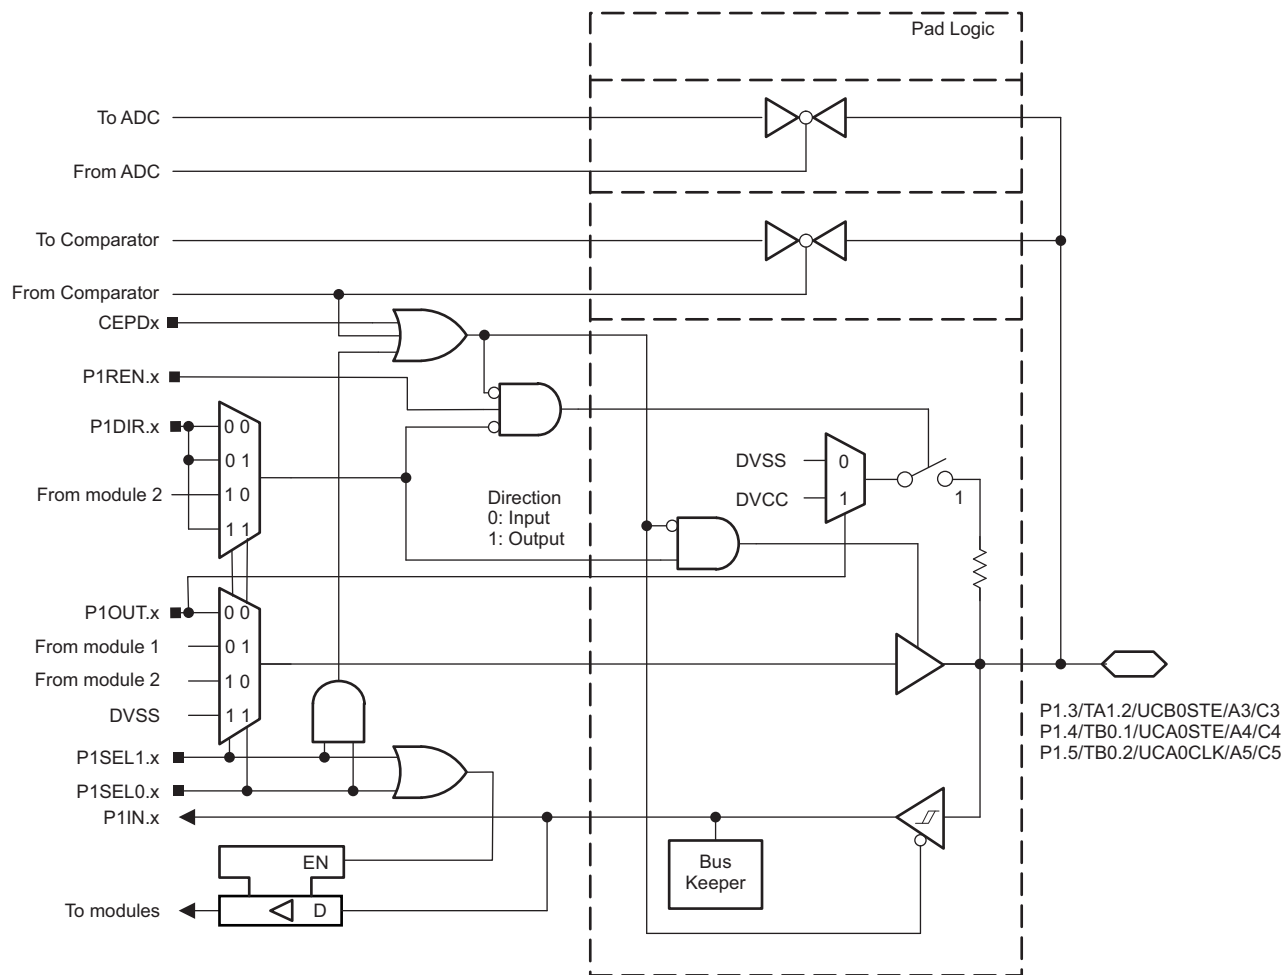 Pad Logic
To ADC
From ADC
To Comparator
From Comparator
CEPDx
P1REN.x
P1DIR.x
0 0
0 1
From module 2
1 0
1 1
Direction
0: Input
1: Output
DVSS
0
DVCC
1
1
P1OUT.x
0 0
From module 1
0 1
From module 2
1 0
DVSS
1 1
P1SEL1.x
P1SEL0.x
P1IN.x
EN
D
To modules
Bus
Keeper
P1.3/TA1.2/UCB0STE/A3/C3
P1.4/TB0.1/UCA0STE/A4/C4
P1.5/TB0.2/UCA0CLK/A5/C5